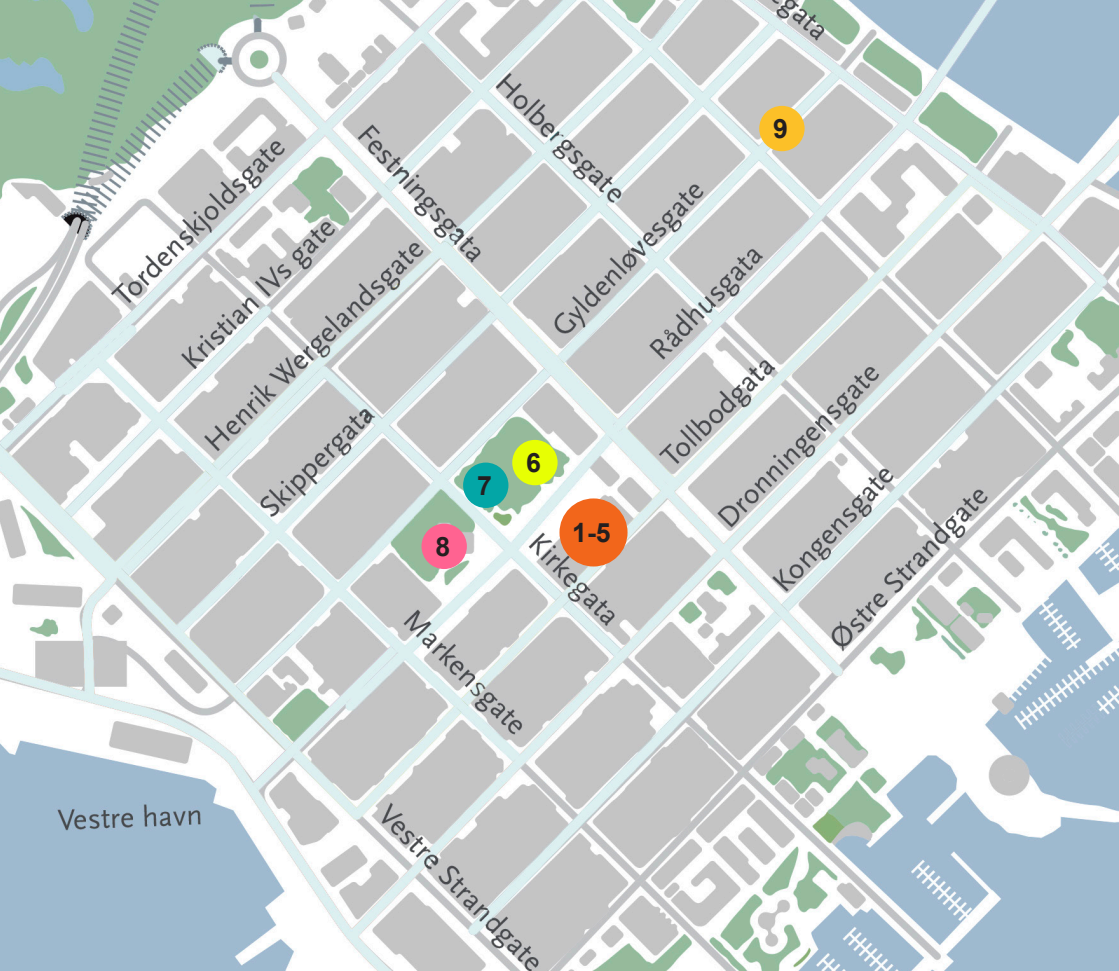 gata
9
Holbergsgate
Festningsgata
Tordenskjoldsgate
Kristian IVs gate
Gyldenløvesgate
Henrik Wergelandsgate
Rådhusgata
Tollbodgata
Dronningensgate
Skippergata
6
7
Kongensgate
Østre Strandgate
1-5
8
Kirkegata
Markensgate
Vestre havn
Vestre Strandgate